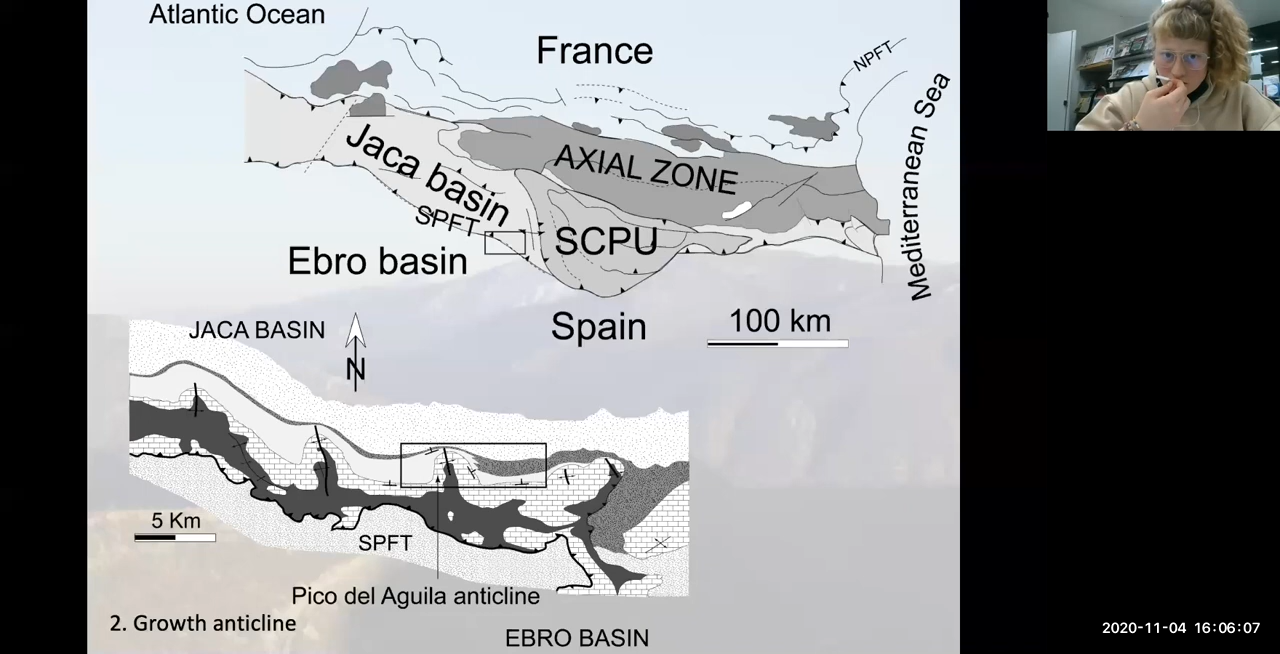 Atlantic Ocean
France
NPFT
Mediterranean Sea
Jaca basin
AXIAL ZONE
SPFT
SCPU
Ebro basin
Spain
100 km
JACA BASIN
N
5 Km
SPFT
Pico del Aguila anticline
2. Growth anticline
EBRO BASIN
2020-11-04 16:06:07